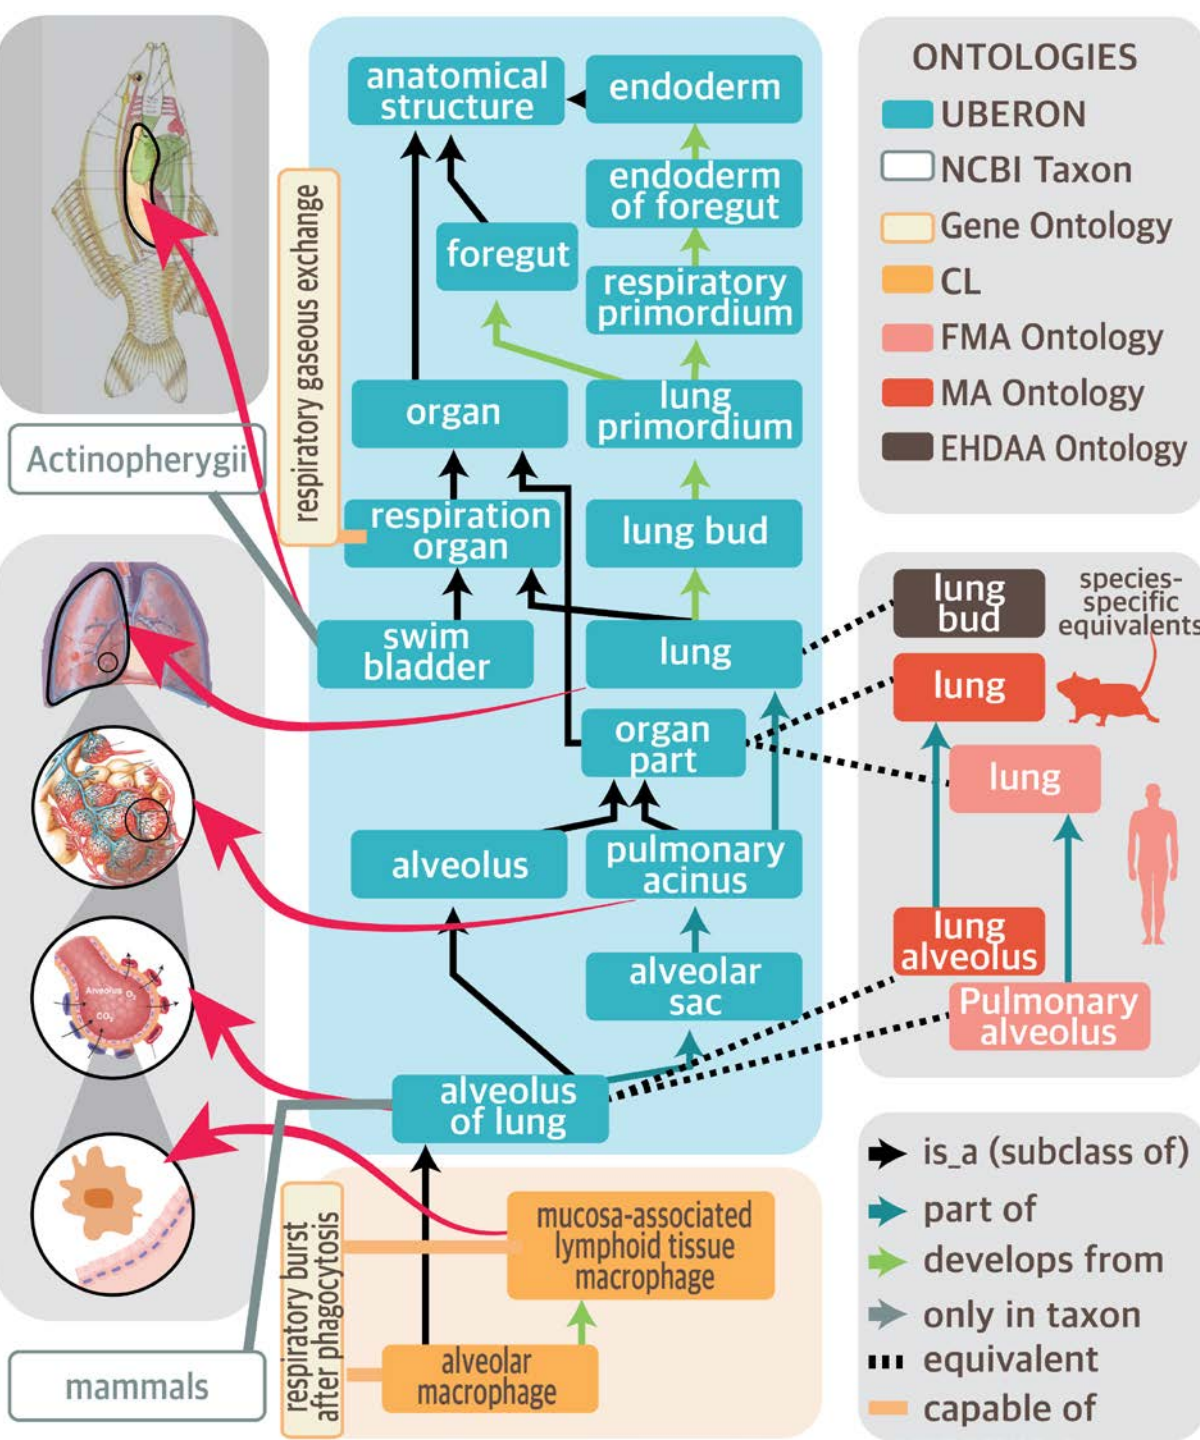 anatomical
structure
endoderm
endoderm
of foregut
foregut
respiratory
primordium
respiratory gaseous exchange
organ
lung
primordium
Actinopherygii
respiration
organ
lung bud
swim
bladder
lung
organ
part
alveolus
pulmonary
acinus
alveolar
sac
Alveolus
O₂
CO₂
alveolus
of lung
mucosa-associated
lymphoid tissue
macrophage
respiratory burst
after phagocytosis
alveolar
macrophage
mammals
ONTOLOGIES
UBERON
NCBI Taxon
Gene Ontology
CL
FMA Ontology
MA Ontology
EHDAA Ontology
lung
bud
species-
specific
equivalents
lung
lung
lung
alveolus
Pulmonary
alveolus
is_a (subclass of)
part of
develops from
only in taxon
equivalent
capable of